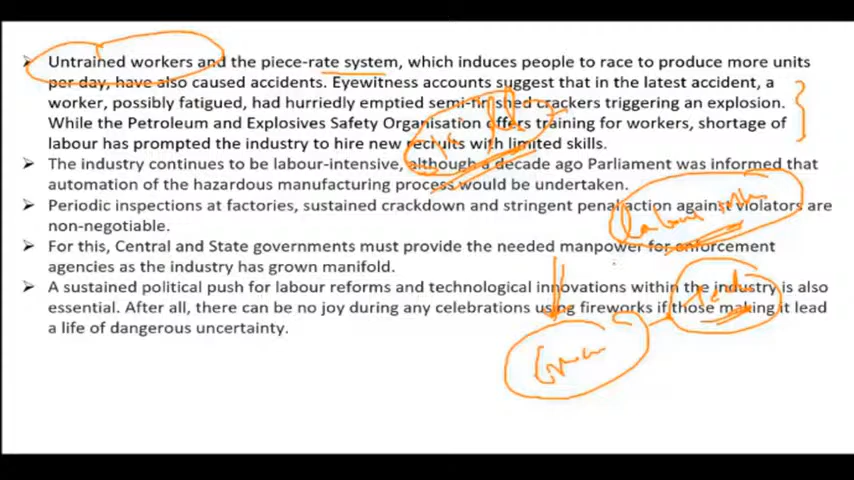 Untrained workers and the piece-rate system, which induces people to race to produce more units
per day, have also caused accidents. Eyewitness accounts suggest that in the latest accident, a
worker, possibly fatigued, had hurriedly emptied semi-finished crackers triggering an explosion.
While the Petroleum and Explosives Safety Organisation offers training for workers, shortage of
labour has prompted the industry to hire new recruits with limited skills.
The industry continues to be labour-intensive, although a decade ago Parliament was informed that
automation of the hazardous manufacturing process would be undertaken.
Periodic inspections at factories, sustained crackdown and stringent penal action against violators are
non-negotiable.
For this, Central and State governments must provide the needed manpower for enforcement
agencies as the industry has grown manifold.
A sustained political push for labour reforms and technological innovations within the industry is also
essential. After all, there can be no joy during any celebrations using fireworks if those making it lead
a life of dangerous uncertainty.